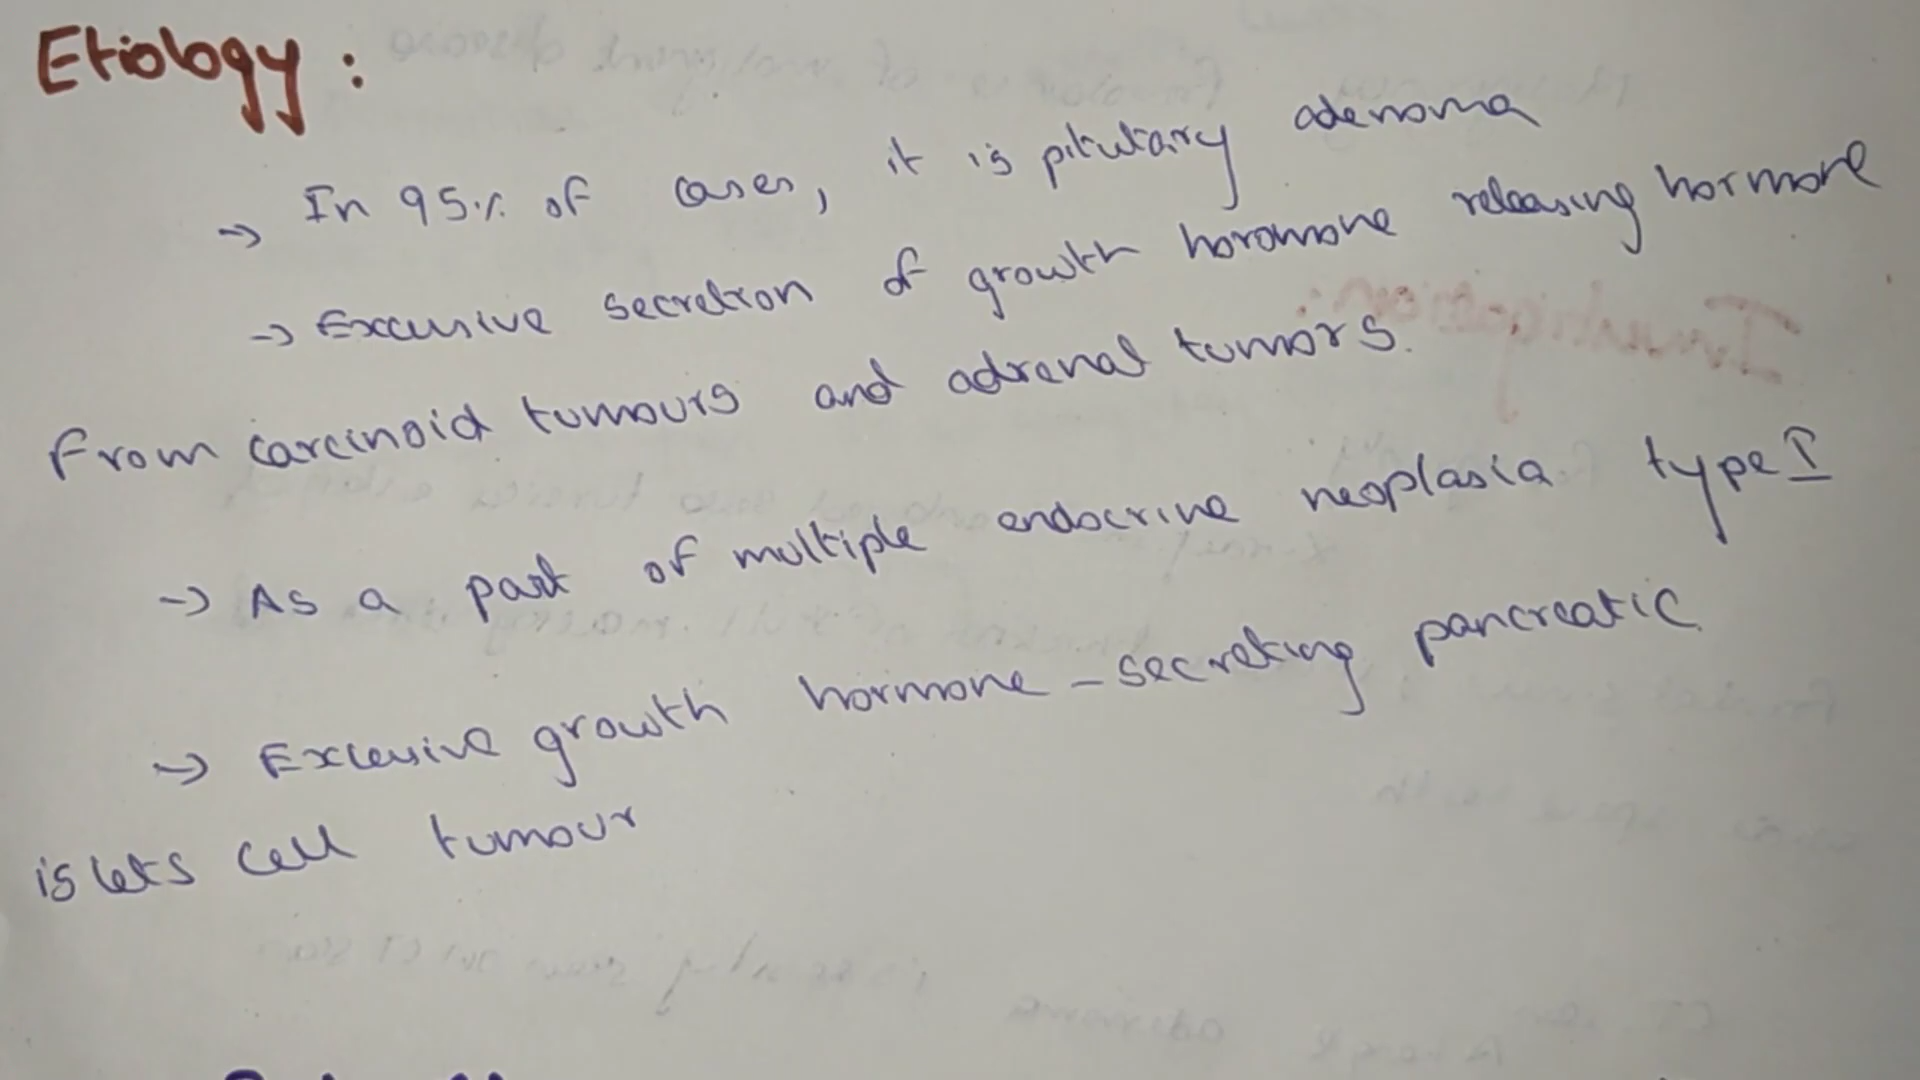 Etiology :
→ In 95% of cases, it is pitutairy adenoma
→ Excessive secretion of growth horomone releasing hormone
from carcinoid tumours and adrenal tumors.
→ As a part of multiple endocrine neoplasia type I
→ Excessive growth hormone - secreting pancreatic
islets cell tumour